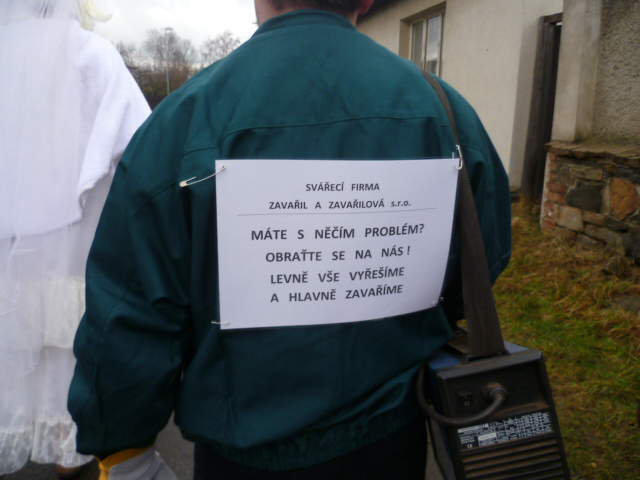 SVÁŘECÍ FIRMA
ZAVAŘIL A ZAVAŘILOVÁ s.r.o.
MÁTE S NĚČÍM PROBLÉM?
OBRAŤTE SE NA NÁS!
LEVNĚ VŠE VYŘEŠÍME
A HLAVNĚ ZAVAŘÍME